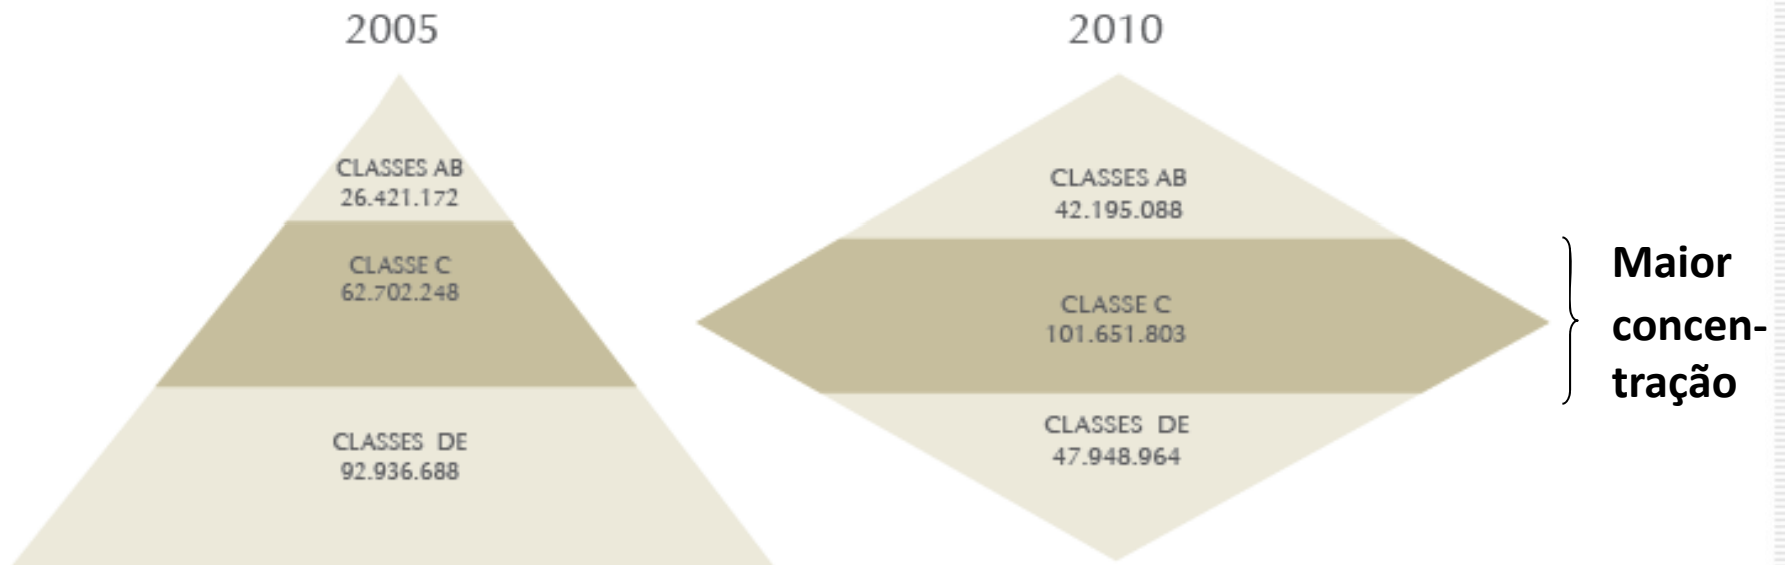 2005
CLASSES AB
26.421.172
CLASSE C
62.702.248
CLASSES DE
92.936.688
2010
CLASSES AB
42.195.088
CLASSE C
101.651.803
CLASSES DE
47.948.964
Maior
concen-
tração